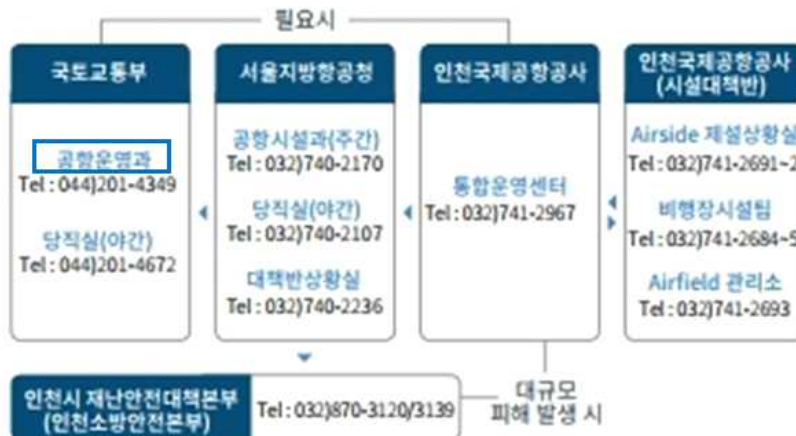 필요시
국토교통부
공항운영과
Tel : 044)201-4349
당직실(야간)
Tel : 044)201-4672
서울지방항공청
공항시설과(주간)
Tel : 032)740-2170
당직실(야간)
Tel : 032)740-2107
대책반상황실
Tel : 032)740-2236
인천국제공항공사
통합운영센터
Tel : 032)741-2967
인천국제공항공사
(시설대책반)
Airside 제설상황실
Tel : 032)741-2691~2
비행장시설팀
Tel : 032)741-2684~5
Airfield 관리소
Tel : 032)741-2693
인천시 재난안전대책본부
(인천소방안전본부)
Tel : 032)870-3120/3139
대규모
피해 발생 시